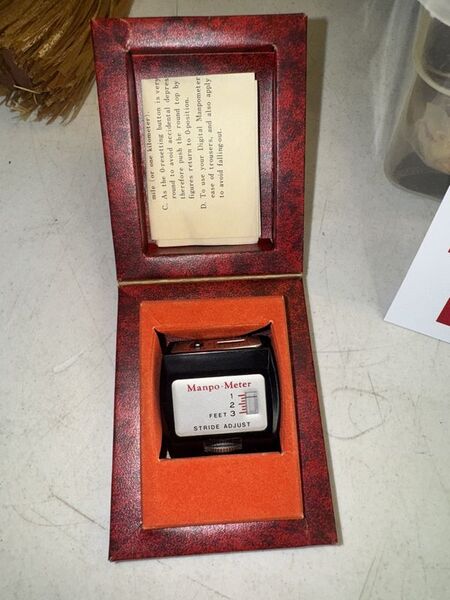 mile (or one kilometer).
C. As the 0-resetting button is very
round to avoid accidental depres
therefore push the round top by
figures return to 0-position.
D. To use your Digital Manpometer
ease of trousers, and also apply
to avoid falling-out.
Manpo-Meter
1
2
FEET 3
STRIDE ADJUST